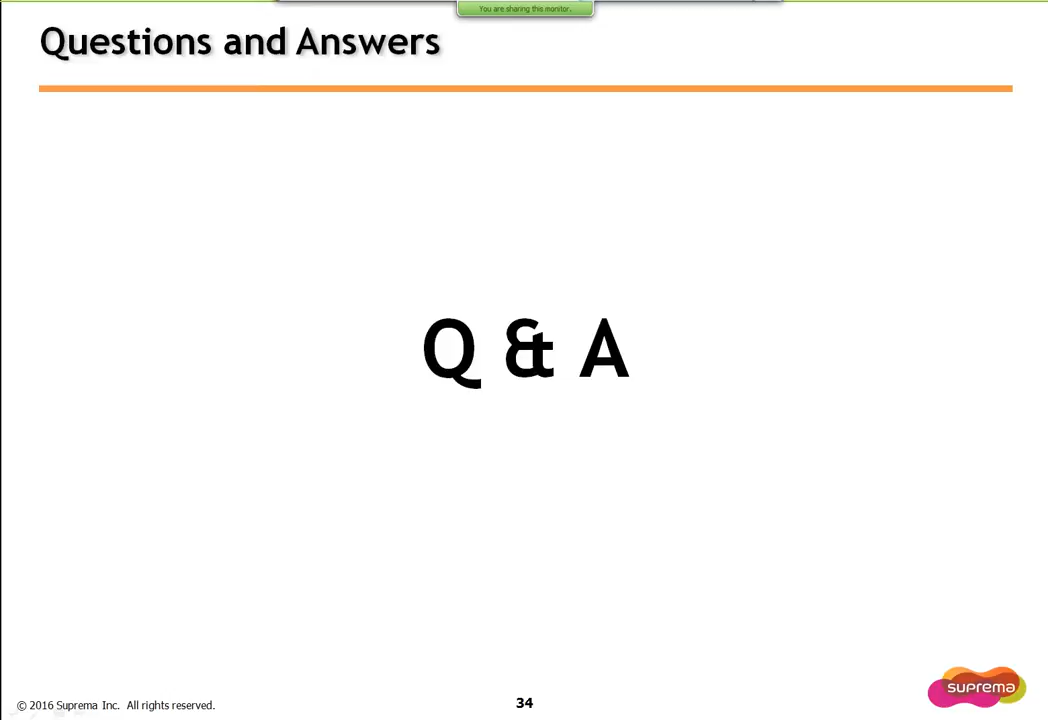 You are sharing this monitor.
Questions and Answers
Q & A
suprema
© 2016 Suprema Inc. All rights reserved.
34